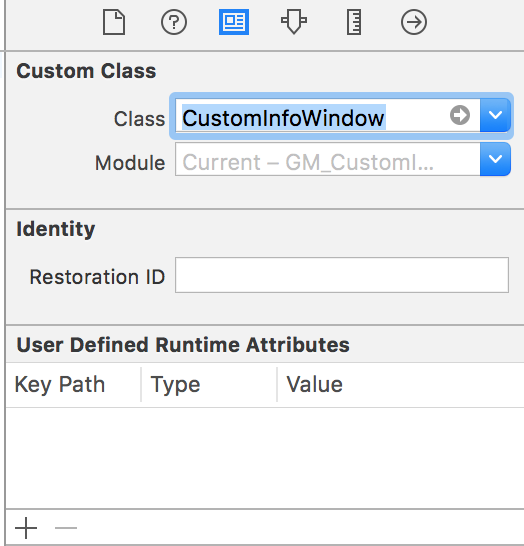 Custom Class
Class CustomInfoWindow
Module Current – GM_CustomI...
Identity
Restoration ID
User Defined Runtime Attributes
Key Path Type Value